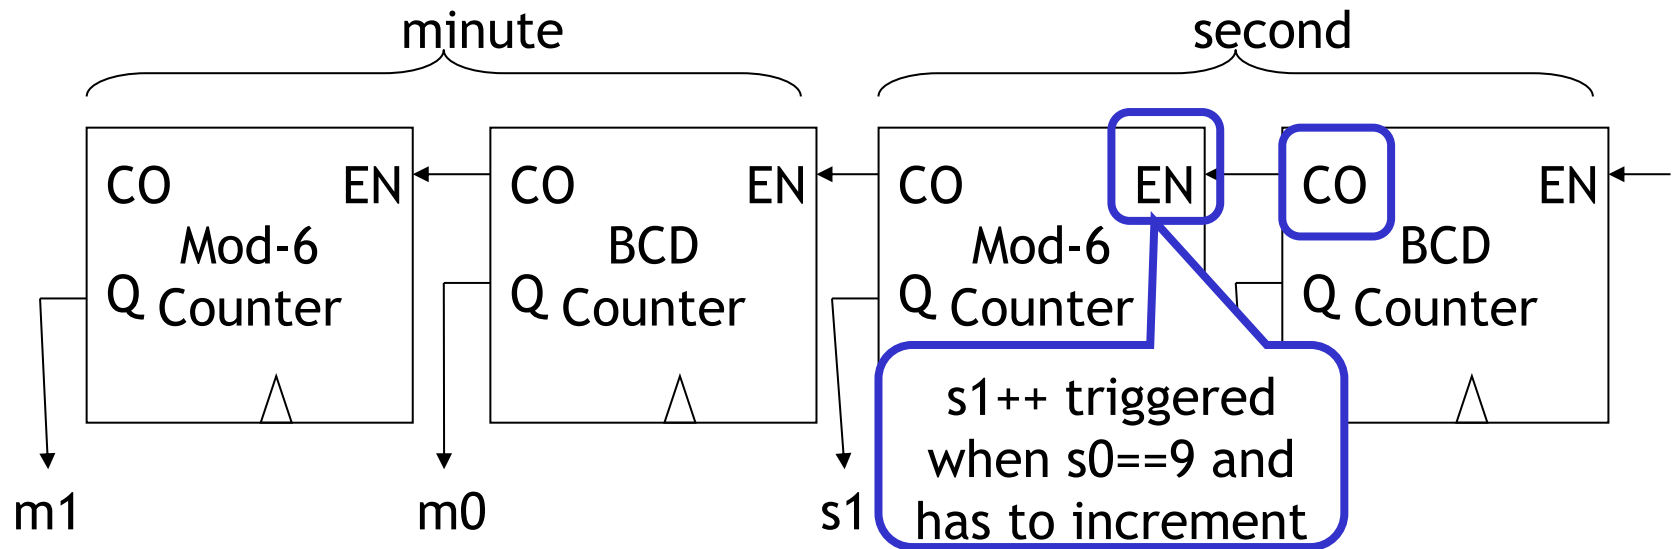 minute second
CO EN CO EN CO EN CO EN
Mod-6 BCD Mod-6 BCD
Q Counter Q Counter Q Counter Q Counter
s1++ triggered
when s0==9 and
has to increment
m1 m0 s1